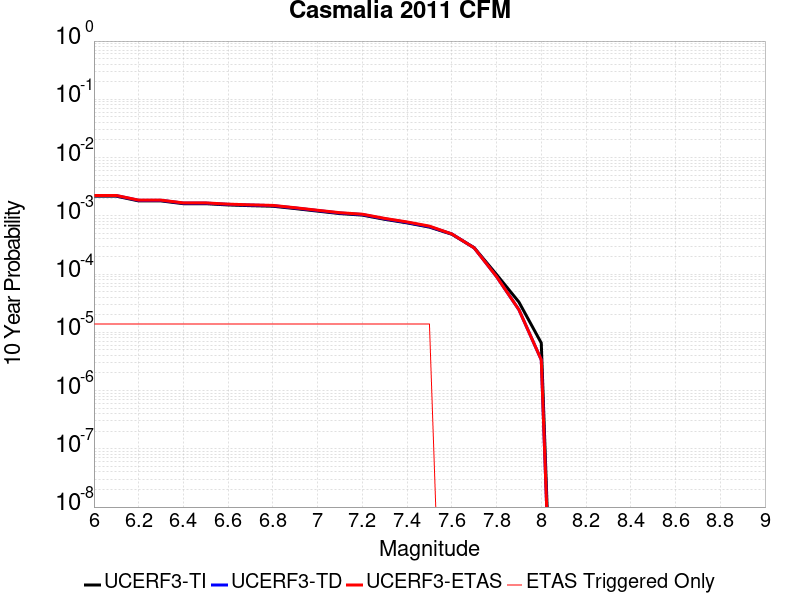 Casmalia 2011 CFM
10^0
10^-1
10^-2
10^-3
10^-4
10^-5
10^-6
10^-7
10^-8
10 Year Probability
6 6.2 6.4 6.6 6.8 7 7.2 7.4 7.6 7.8 8 8.2 8.4 8.6 8.8 9
Magnitude
UCERF3-TI UCERF3-TD UCERF3-ETAS ETAS Triggered Only